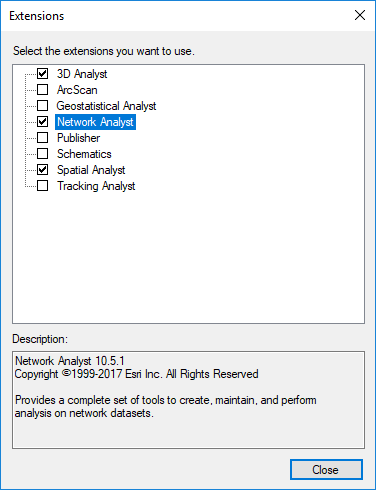 Extensions
Select the extensions you want to use.
3D Analyst
ArcScan
Geostatistical Analyst
Network Analyst
Publisher
Schematics
Spatial Analyst
Tracking Analyst
Description:
Network Analyst 10.5.1
Copyright ©1999-2017 Esri Inc. All Rights Reserved
Provides a complete set of tools to create, maintain, and perform
analysis on network datasets.
Close